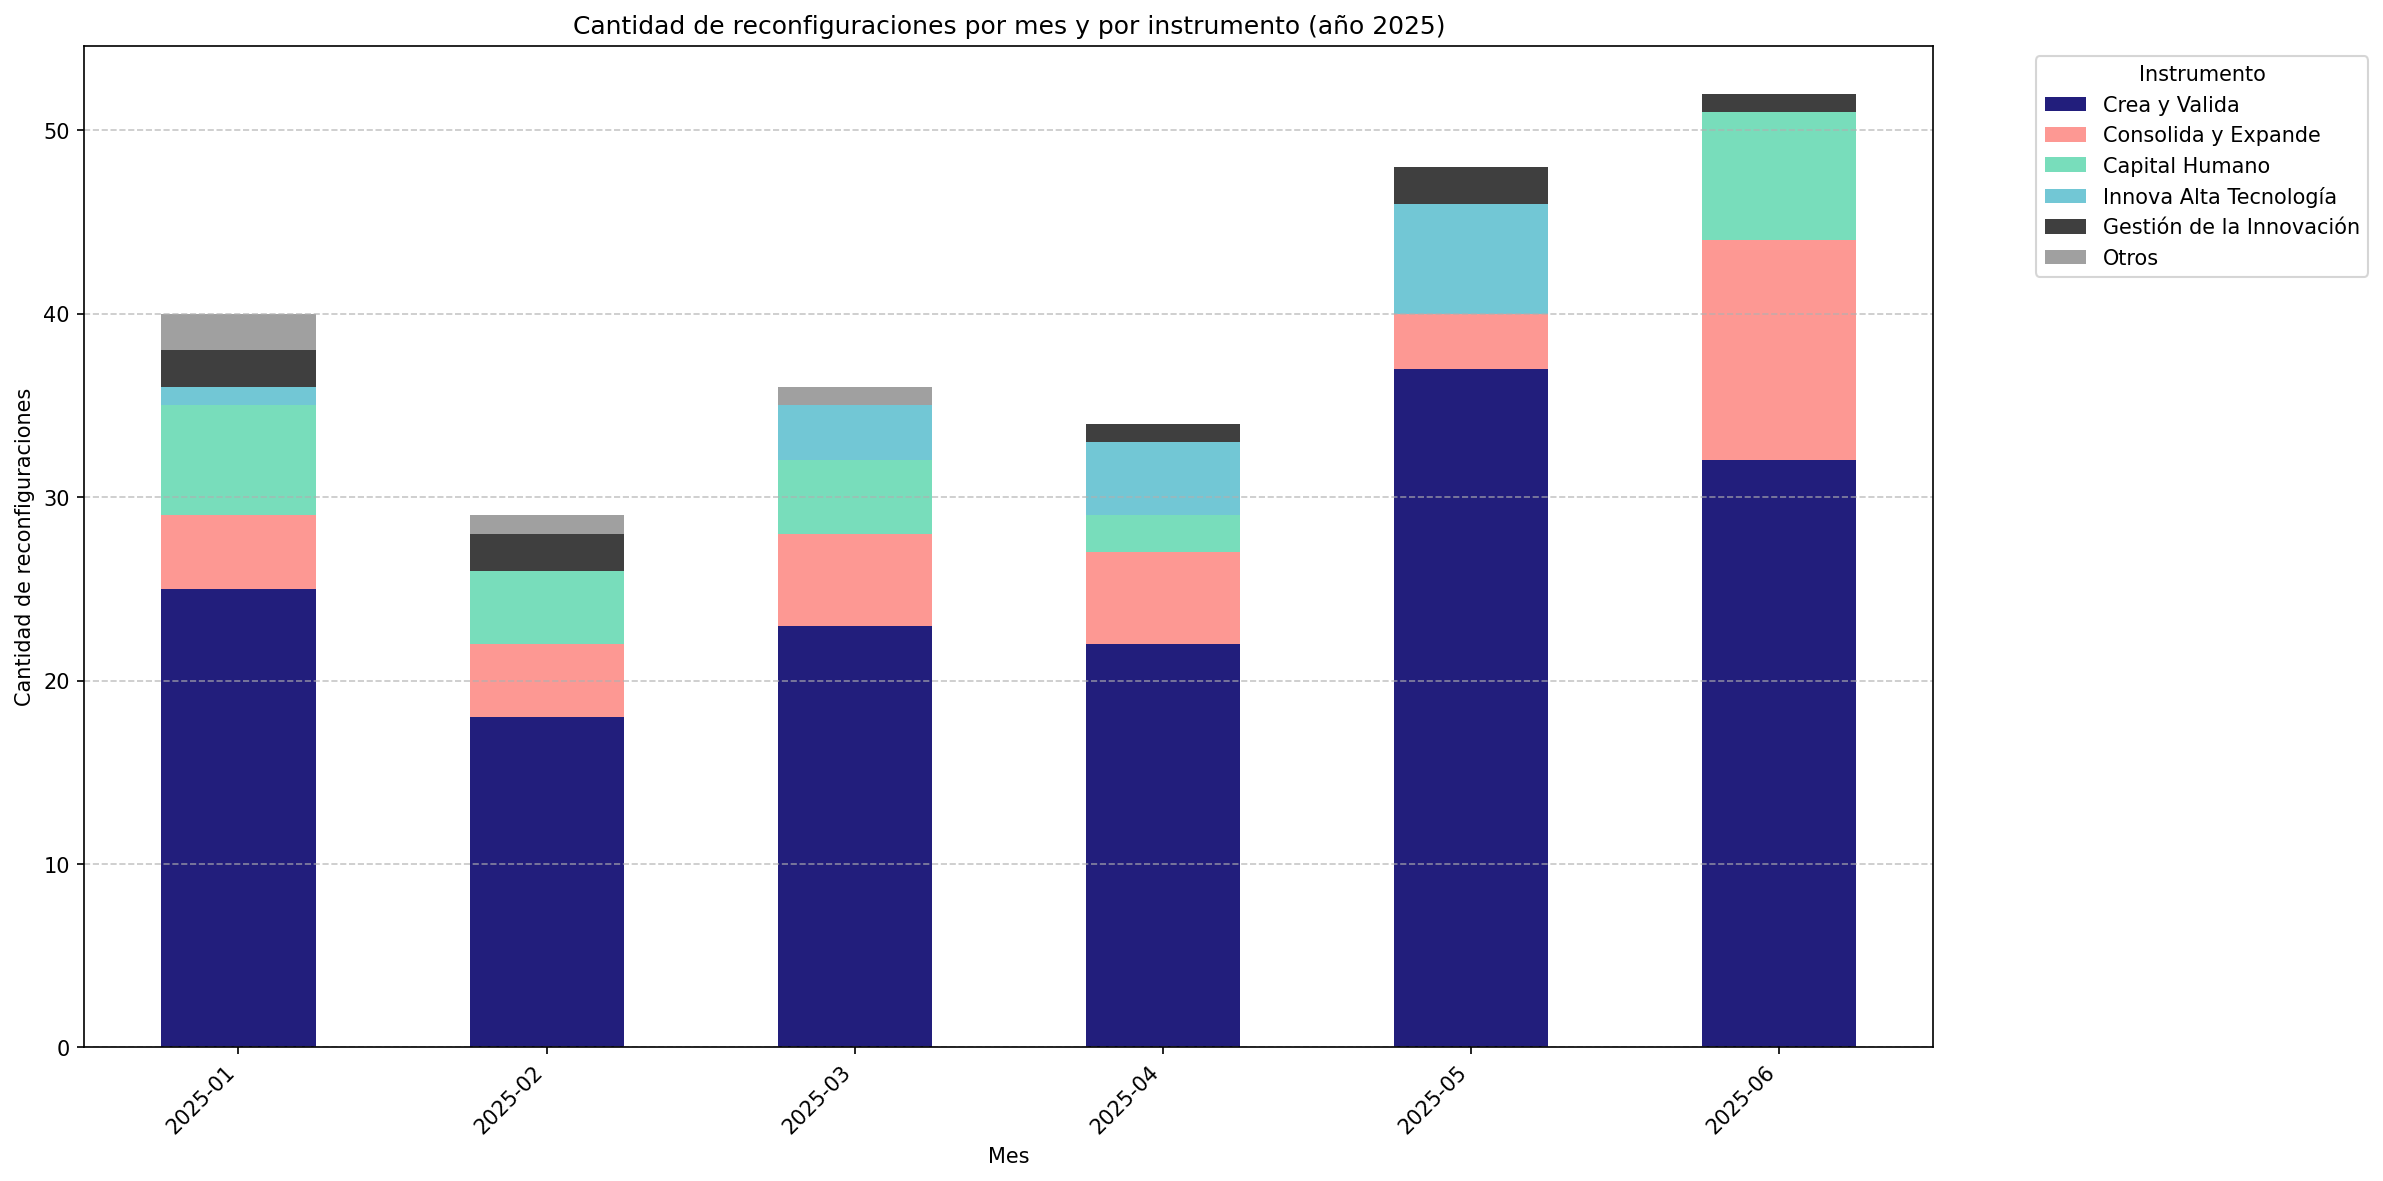 Cantidad de reconfiguraciones por mes y por instrumento (año 2025)
Instrumento
Crea y Valida
Consolida y Expande
Capital Humano
Innova Alta Tecnología
Gestión de la Innovación
Otros
Cantidad de reconfiguraciones
50
40
30
20
10
0
2025-01
2025-02
2025-03
2025-04
2025-05
2025-06
Mes